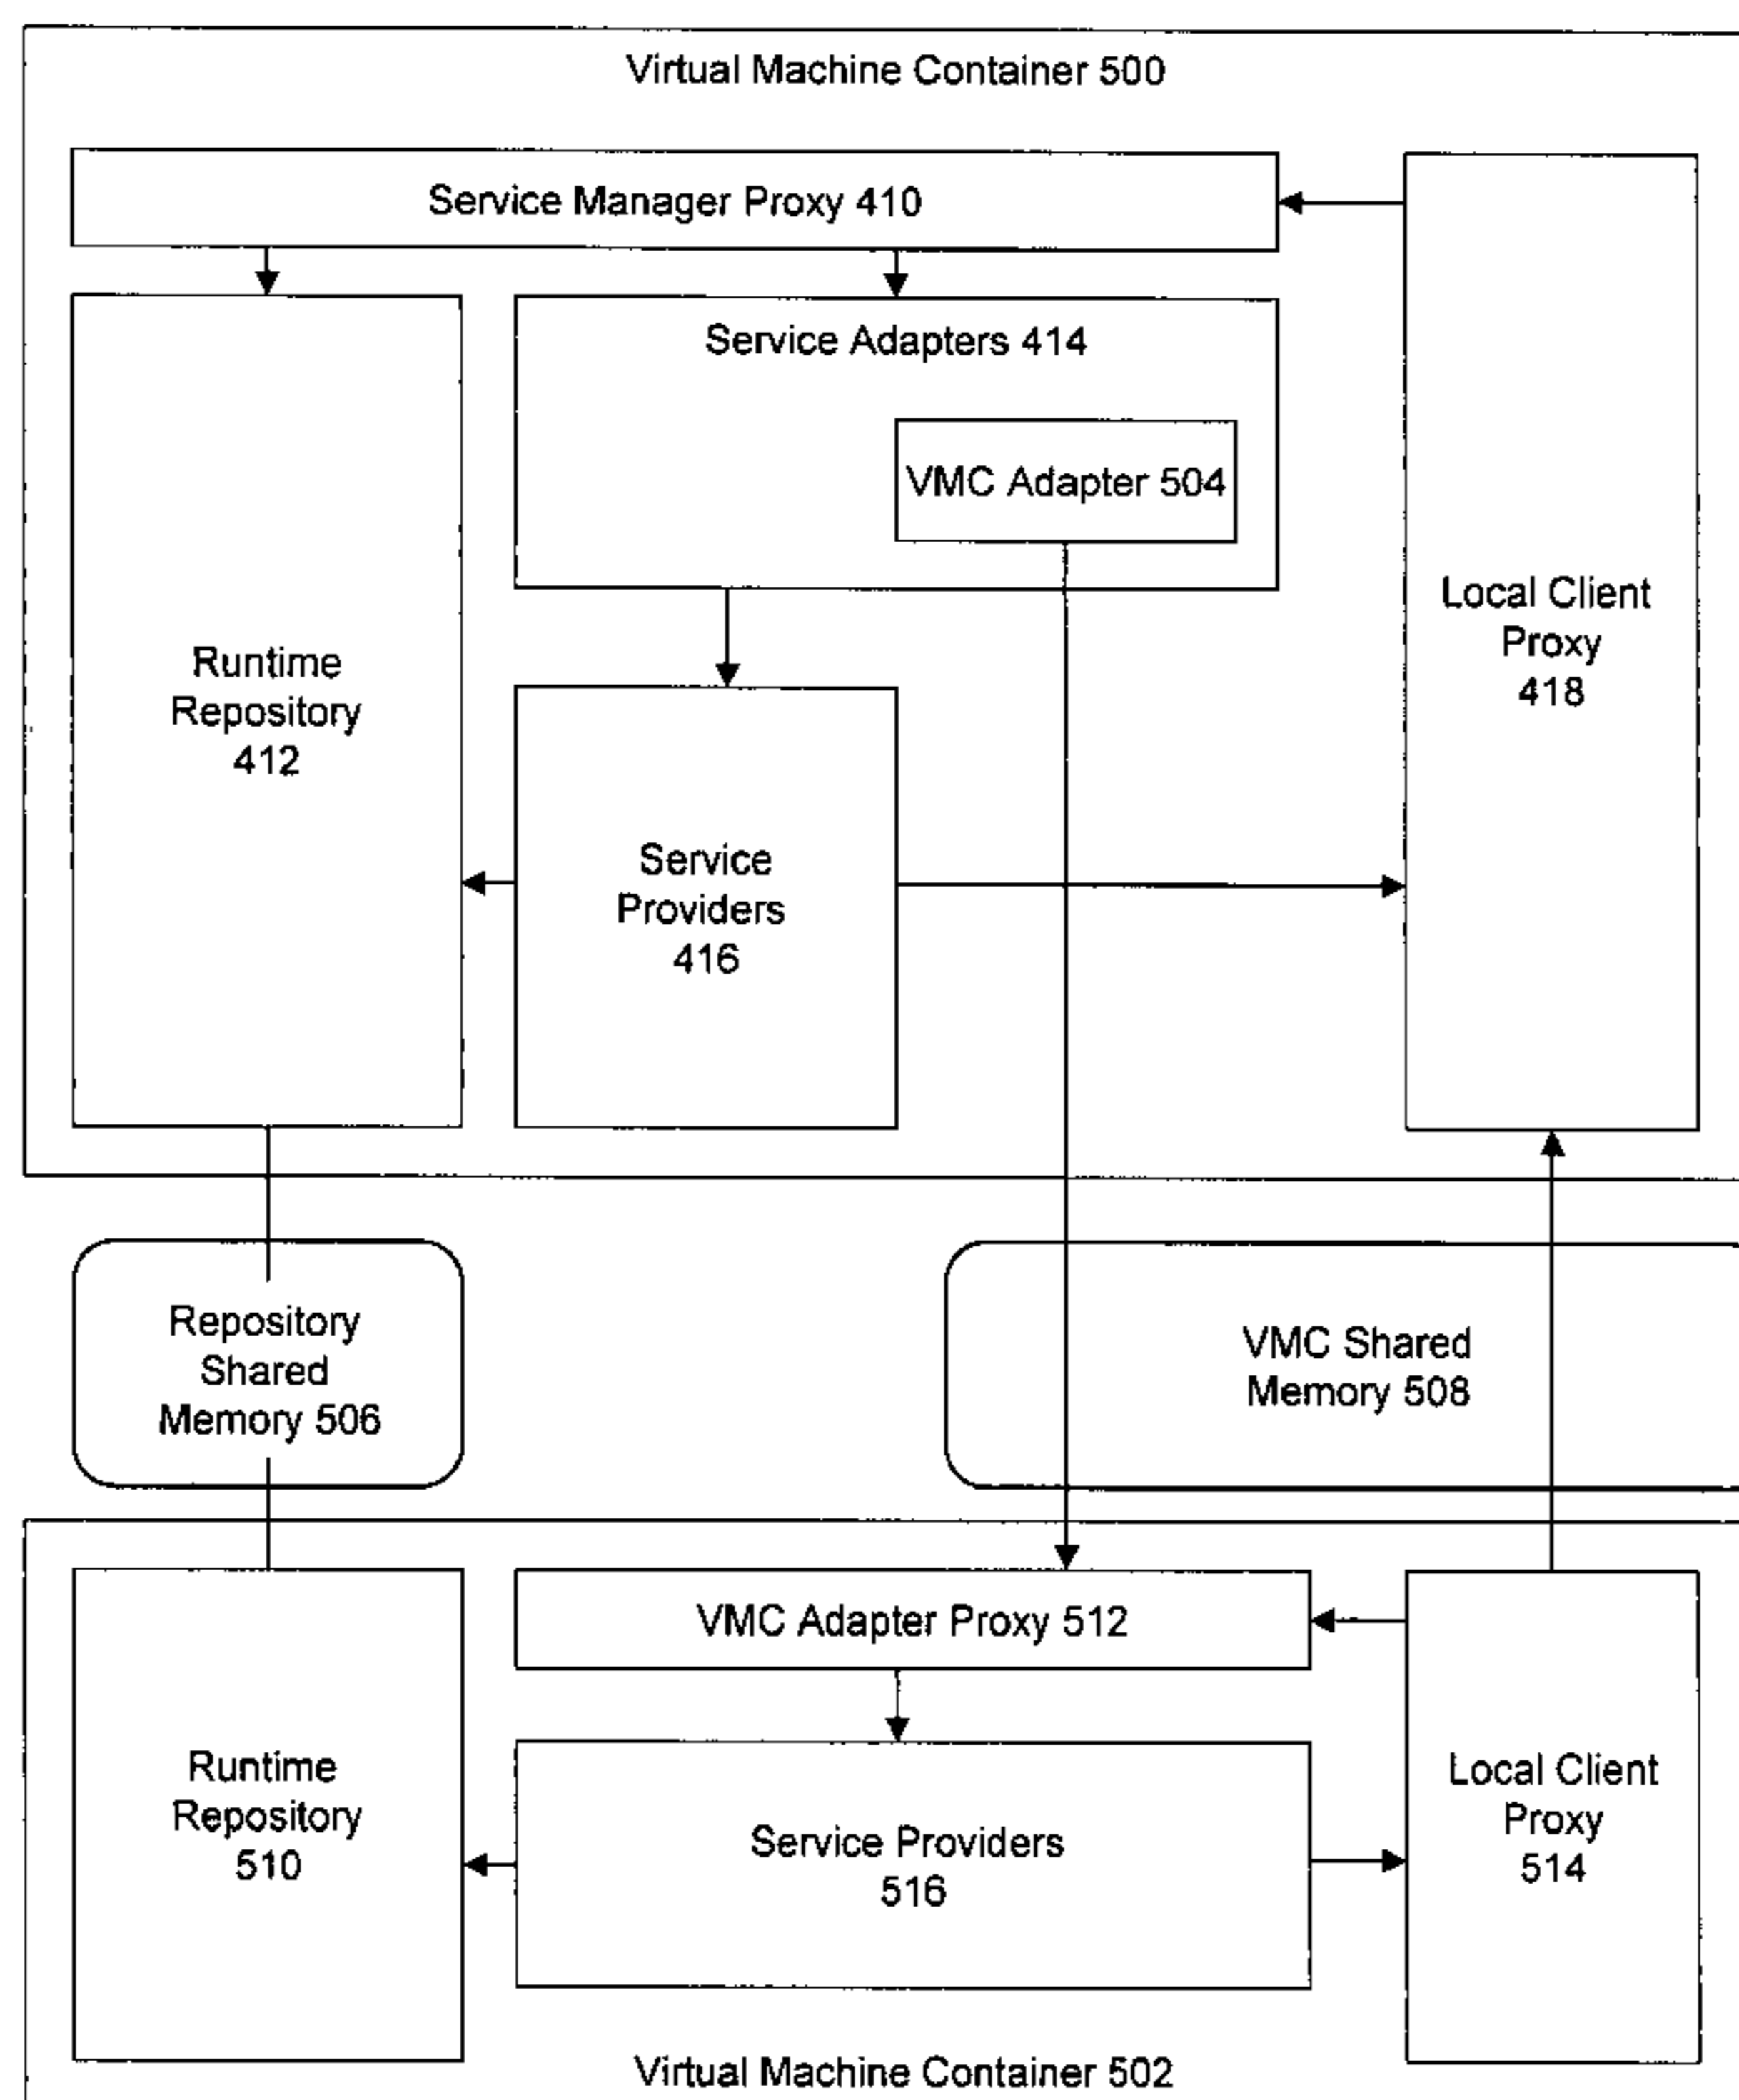 Virtual Machine Container 500
Service Manager Proxy 410
Service Adapters 414
VMC Adapter 504
Local Client
Proxy
418
Runtime
Repository
412
Service
Providers
416
Repository
Shared
Memory 506
VMC Shared
Memory 508
VMC Adapter Proxy 512
Runtime
Repository
510
Service Providers
516
Local Client
Proxy
514
Virtual Machine Container 502